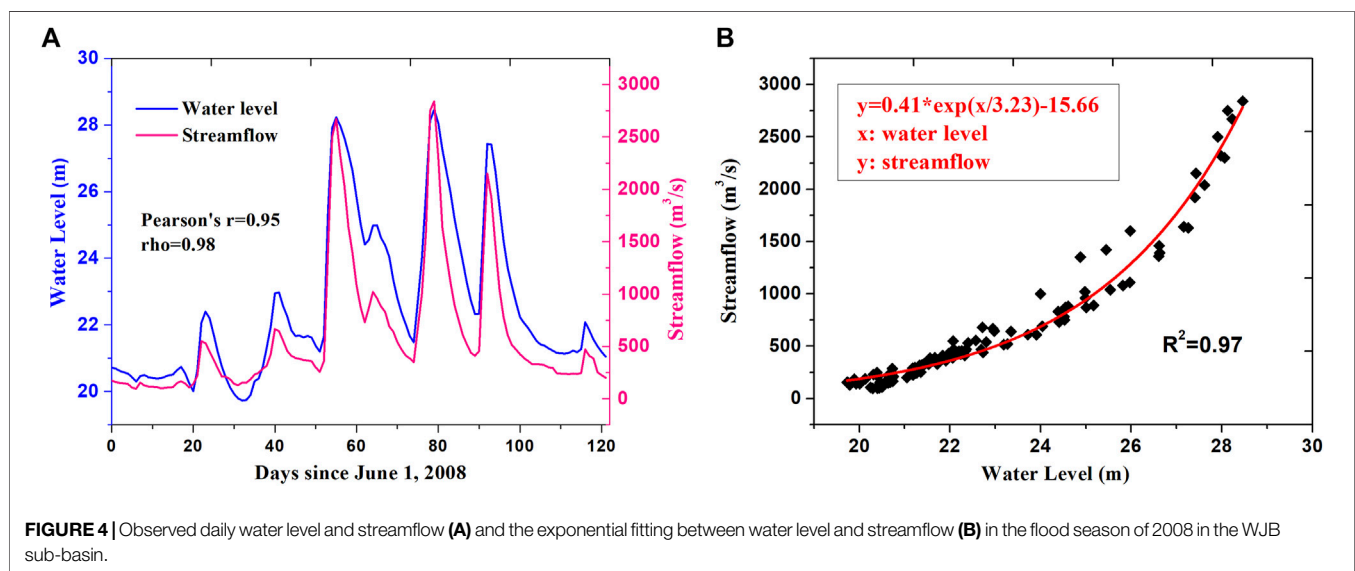 A
30
28
26
24
22
20
19
Water Level (m)
Water level
Streamflow
Pearson's r=0.95
rho=0.98
3000
2500
2000
1500
1000
500
0
Streamflow (m³/s)
0 20 40 60 80 100 120
Days since June 1, 2008
B
3000
2500
2000
1500
1000
500
0
Streamflow (m³/s)
y=0.41*exp(x/3.23)-15.66
x: water level
y: streamflow
R²=0.97
20 22 24 26 28 30
Water Level (m)
FIGURE 4 | Observed daily water level and streamflow (A) and the exponential fitting between water level and streamflow (B) in the flood season of 2008 in the WJB
sub-basin.